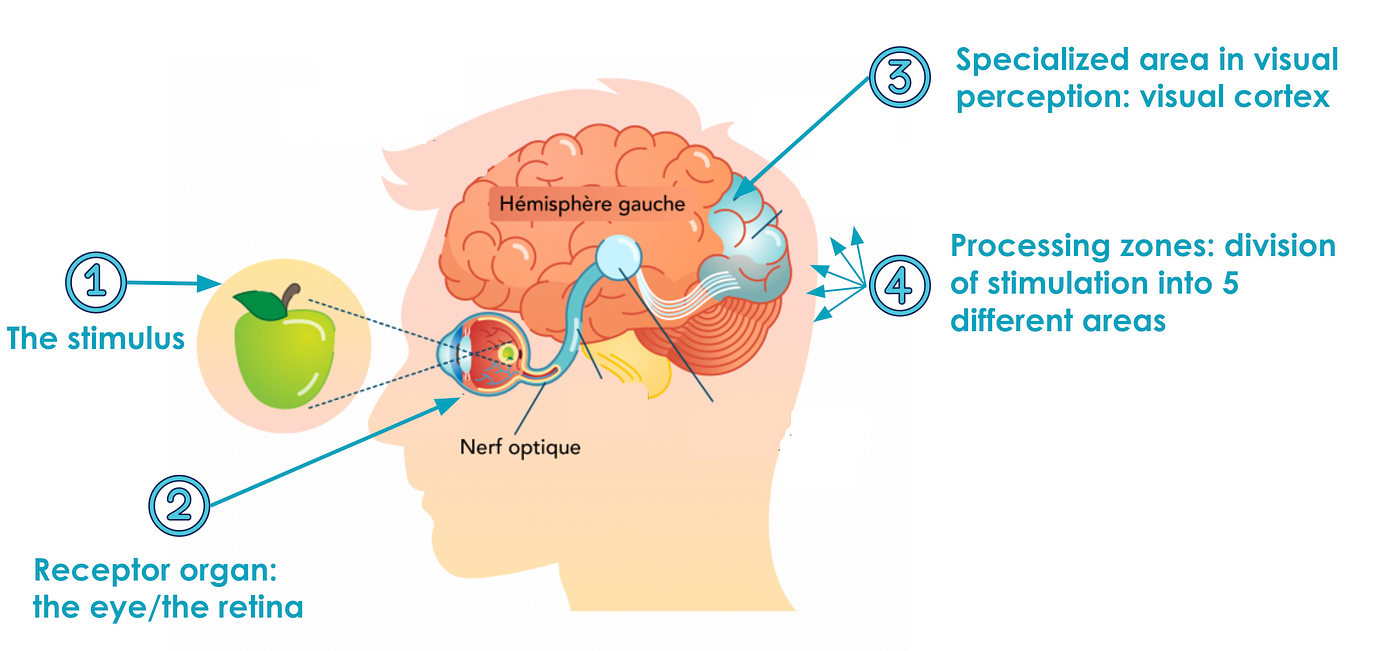 1
The stimulus
2
Receptor organ:
the eye/the retina
Hémisphère gauche
Nerf optique
3
Specialized area in visual
perception: visual cortex
4
Processing zones: division
of stimulation into 5
different areas